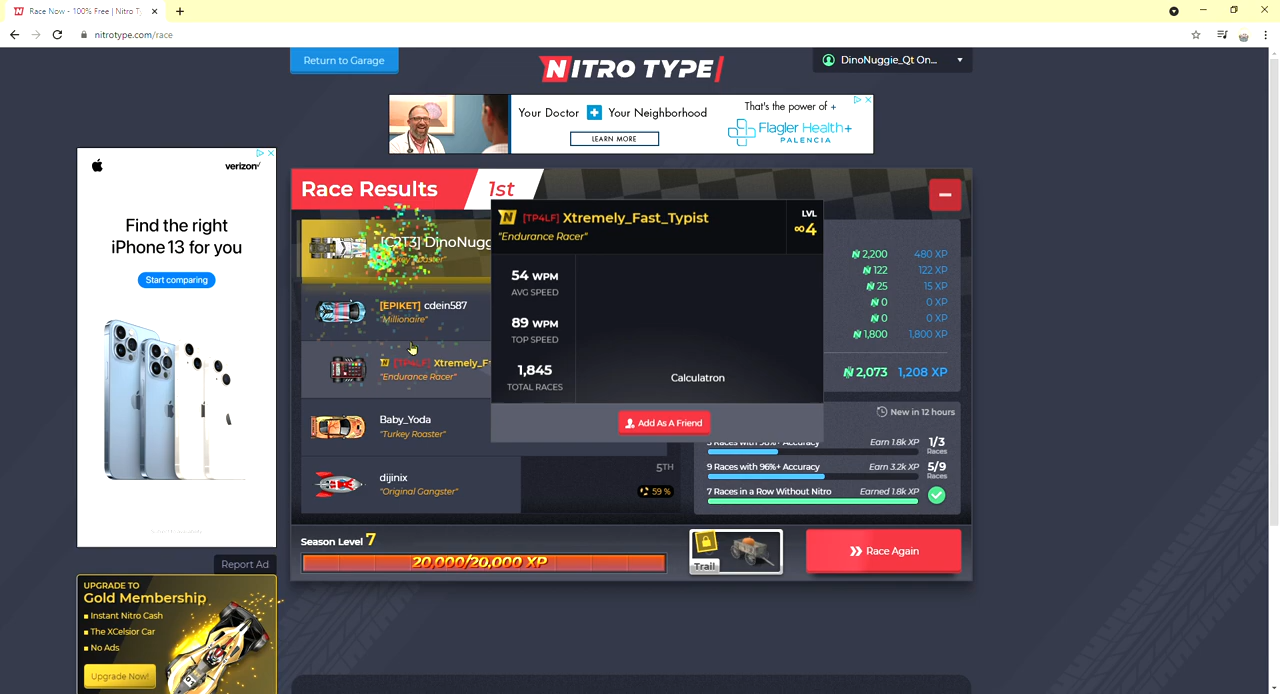 Race Now - 100% Free | Nitro Ty
nitrotype.com/race
Return to Garage
NITRO TYPE
DinoNuggie_Qt On...
Your Doctor + Your Neighborhood
LEARN MORE
That's the power of +
Flagler Health+
PALENCIA
verizon✓
Find the right
iPhone 13 for you
Start comparing
Report Ad
UPGRADE TO
Gold Membership
Instant Nitro Cash
The XCelsior Car
No Ads
Upgrade Now!
Race Results
1st
DinoNugg
[EPIKET] cdein587
"Millionaire"
N [TP4LF] Xtremely_F
"Endurance Racer"
Baby_Yoda
"Turkey Roaster"
dijinix
"Original Gangster"
5TH
59 %
N [TP4LF] Xtremely_Fast_Typist
"Endurance Racer"
LVL
∞4
54 WPM
AVG SPEED
89 WPM
TOP SPEED
1,845
TOTAL RACES
Calculatron
Add As A Friend
2,200 480 XP
122 122 XP
25 15 XP
0 0 XP
0 0 XP
1,800 1,800 XP
2,073 1,208 XP
New in 12 hours
Accuracy Earn 1.8k XP 1/3
Races
9 Races with 96%+ Accuracy Earn 3.2k XP 5/9
Races
7 Races in a Row Without Nitro Earned 1.8k XP
Season Level 7
20,000/20,000 XP
Trail
Race Again